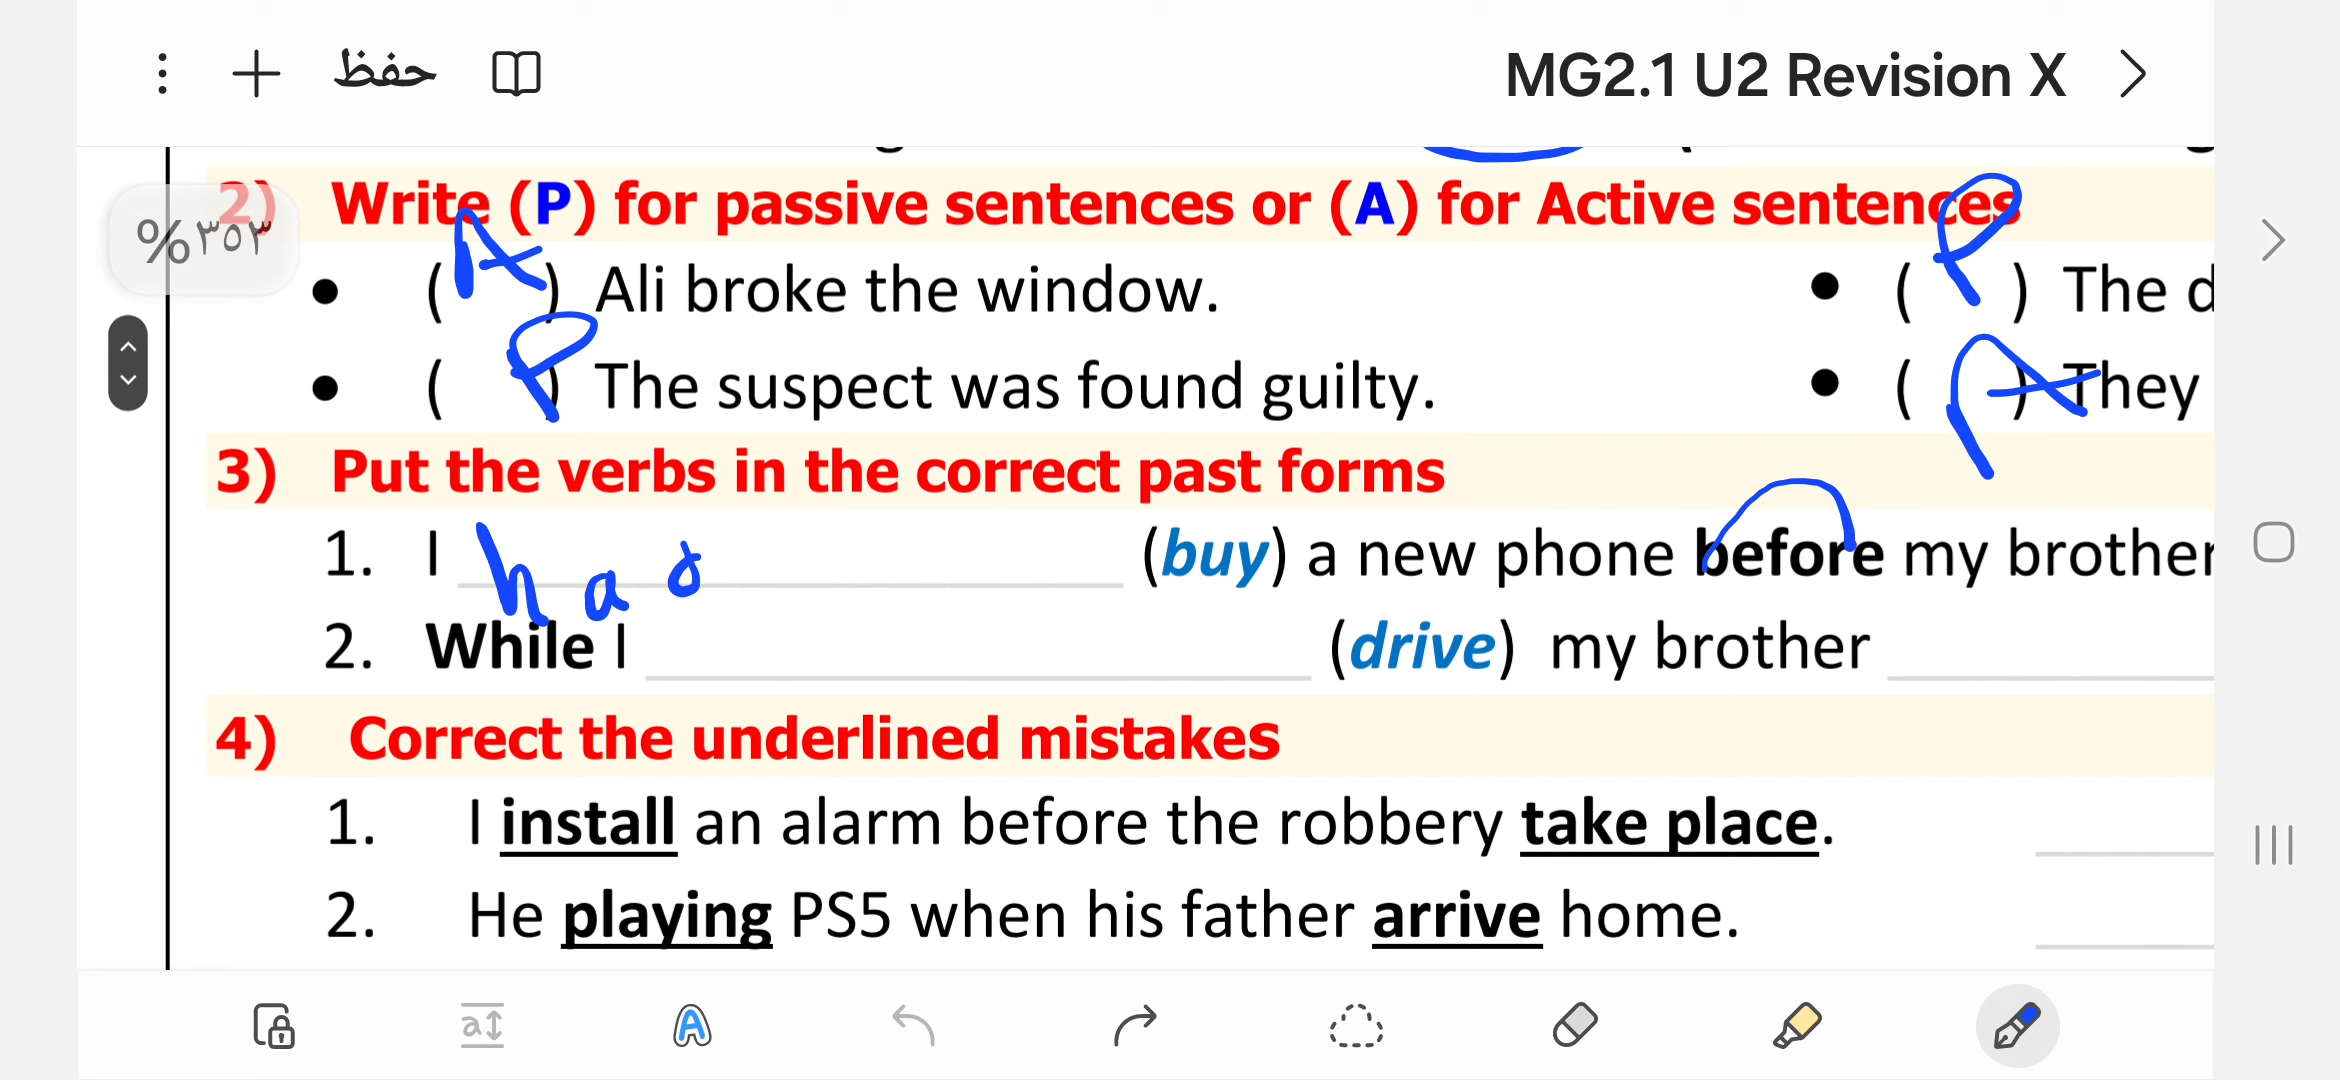 حفظ MG2.1 U2 Revision X
%٣٥٣
2) Write (P) for passive sentences or (A) for Active sentences
• (A) Ali broke the window. • (P) The d
• (P) The suspect was found guilty. • (A) They
3) Put the verbs in the correct past forms
1. I had (buy) a new phone before my brother
2. While I (drive) my brother
4) Correct the underlined mistakes
1. I install an alarm before the robbery take place.
2. He playing PS5 when his father arrive home.